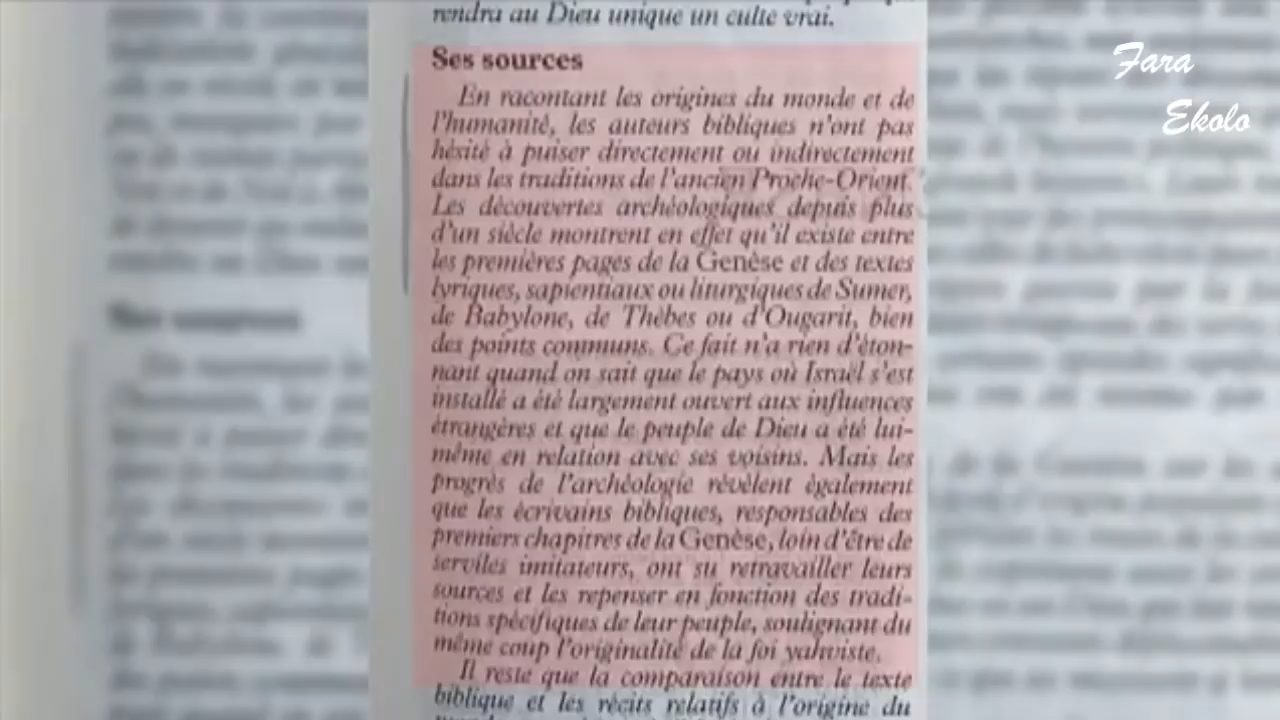 rendra au Dieu unique un culte vrai.
Ses sources
En racontant les origines du monde et de
l'humanité, les auteurs bibliques n'ont pas
hésité à puiser directement ou indirectement
dans les traditions de l'ancien Proche-Orient.
Les découvertes archéologiques depuis plus
d'un siècle montrent en effet qu'il existe entre
les premières pages de la Genèse et des textes
lyriques, sapientiaux ou liturgiques de Sumer,
de Babylone, de Thèbes ou d'Ougarit, bien
des points communs. Ce fait n'a rien d'éton-
nant quand on sait que le pays où Israël s'est
installé a été largement ouvert aux influences
étrangères et que le peuple de Dieu a été lui-
même en relation avec ses voisins. Mais les
progrès de l'archéologie révèlent également
que les écrivains bibliques, responsables des
premiers chapitres de la Genèse, loin d'être de
serviles imitateurs, ont su retravailler leurs
sources et les repenser en fonction des tradi-
tions spécifiques de leur peuple, soulignant du
même coup l'originalité de la foi yahviste.
Il reste que la comparaison entre le texte
biblique et les récits relatifs à l'origine du
Fara
Ekolo